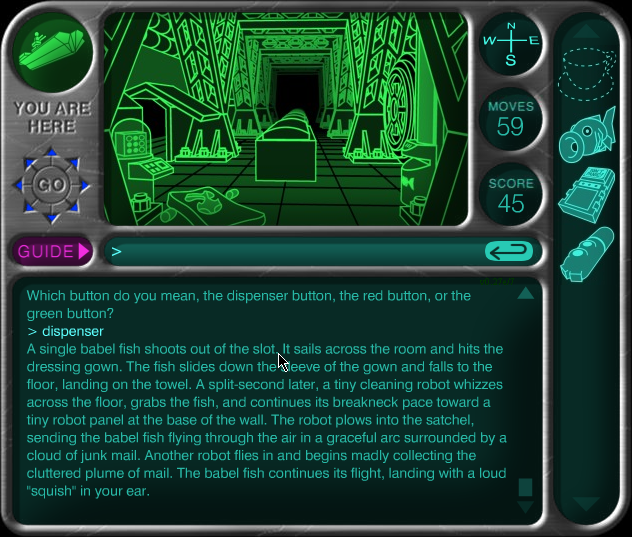 YOU ARE
HERE
GO
N
W E
S
MOVES
59
SCORE
45
GUIDE
>
Which button do you mean, the dispenser button, the red button, or the
green button?
> dispenser
A single babel fish shoots out of the slot. It sails across the room and hits the
dressing gown. The fish slides down the sleeve of the gown and falls to the
floor, landing on the towel. A split-second later, a tiny cleaning robot whizzes
across the floor, grabs the fish, and continues its breakneck pace toward a
tiny robot panel at the base of the wall. The robot plows into the satchel,
sending the babel fish flying through the air in a graceful arc surrounded by a
cloud of junk mail. Another robot flies in and begins madly collecting the
cluttered plume of mail. The babel fish continues its flight, landing with a loud
"squish" in your ear.